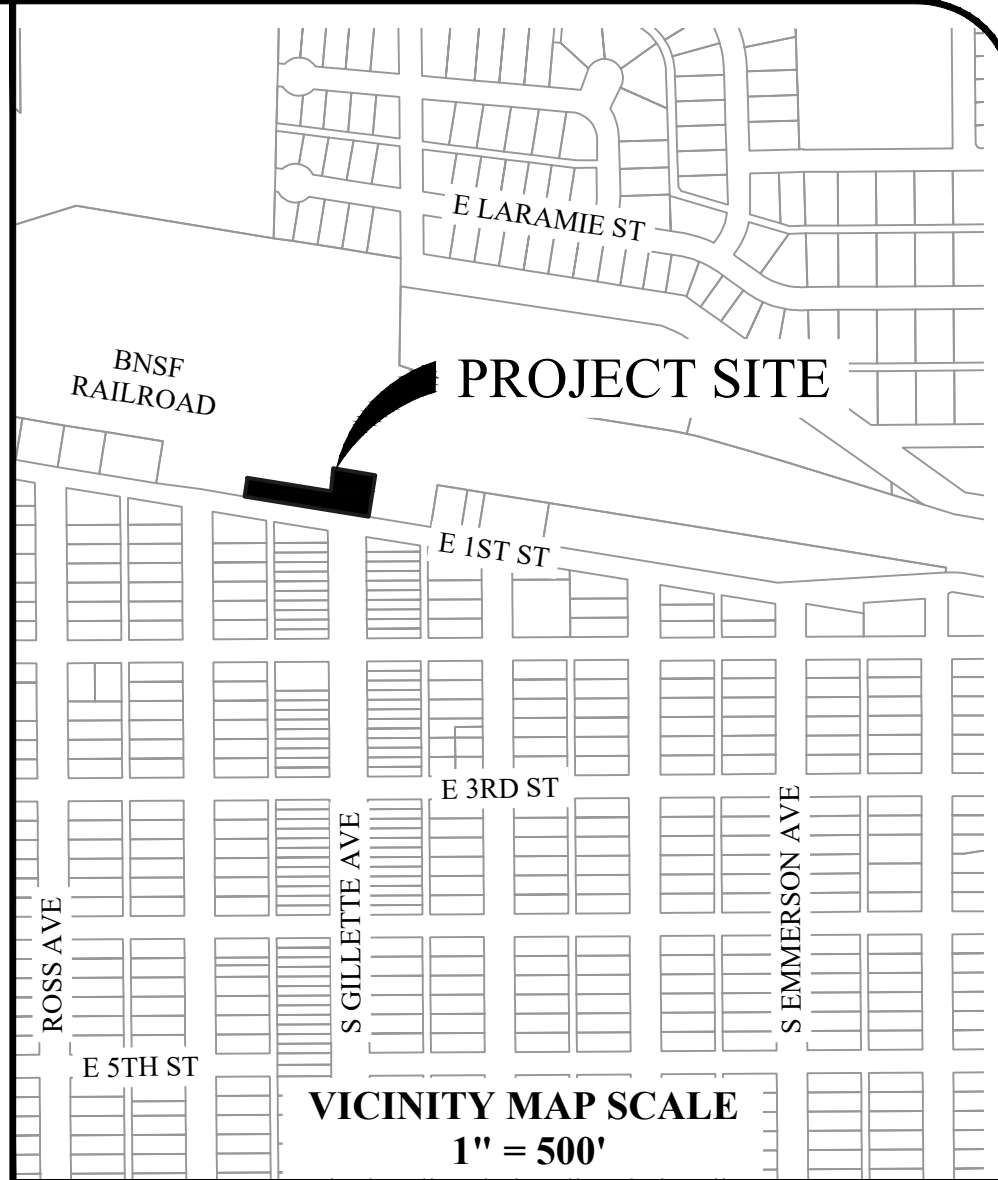 E LARAMIE ST
BNSF
RAILROAD
PROJECT SITE
E 1ST ST
E 3RD ST
S GILLETTE AVE
S EMMERSON AVE
ROSS AVE
E 5TH ST
VICINITY MAP SCALE
1" = 500'